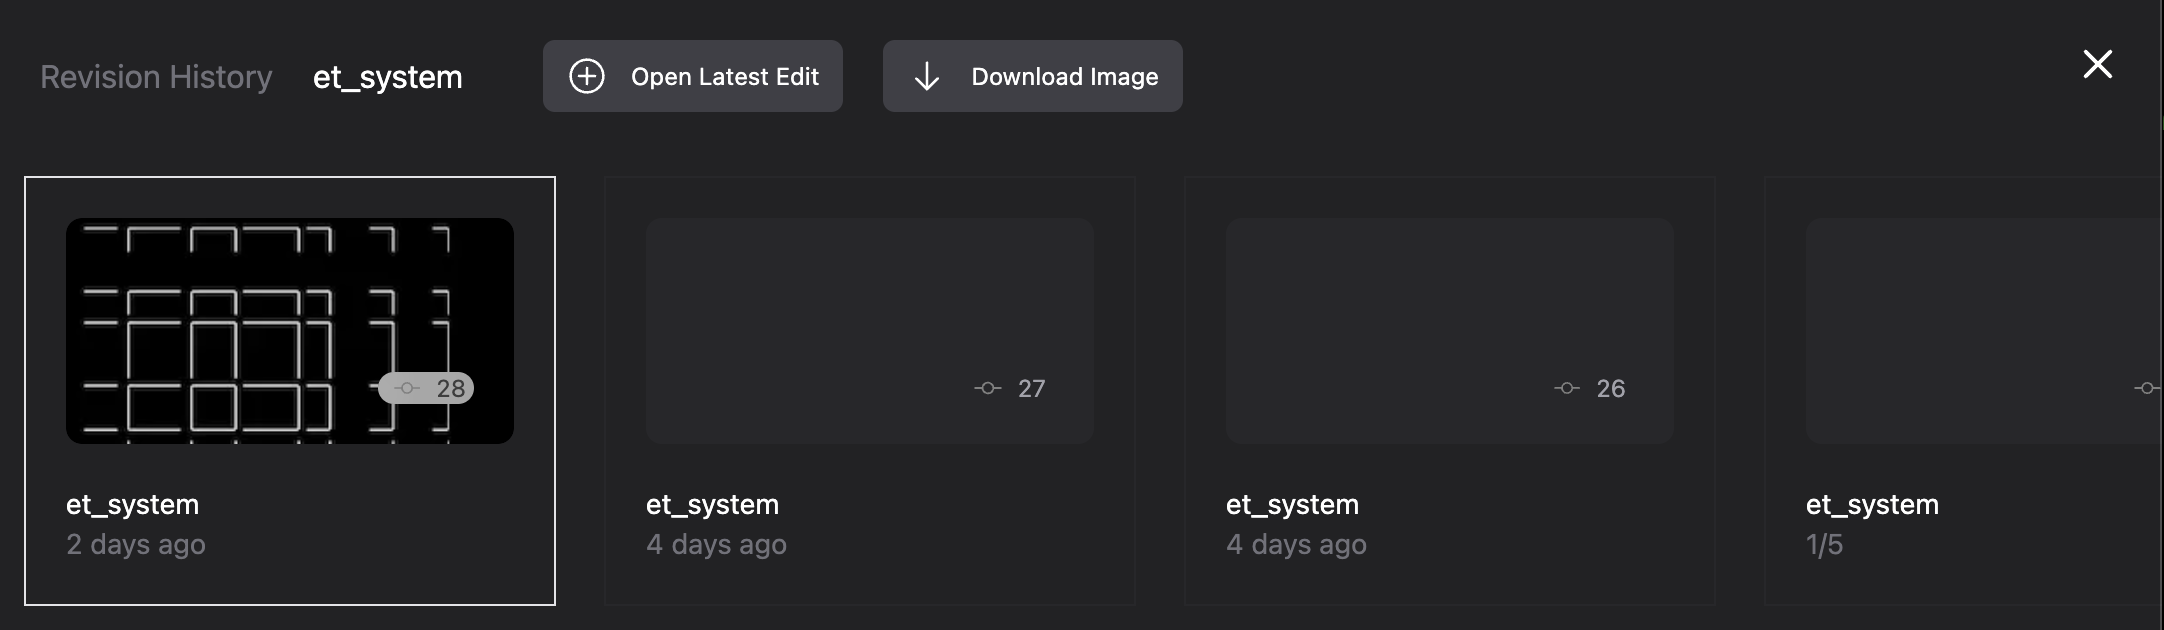 Revision History et_system Open Latest Edit Download Image
28
et_system
2 days ago
27
et_system
4 days ago
26
et_system
4 days ago
et_system
1/5